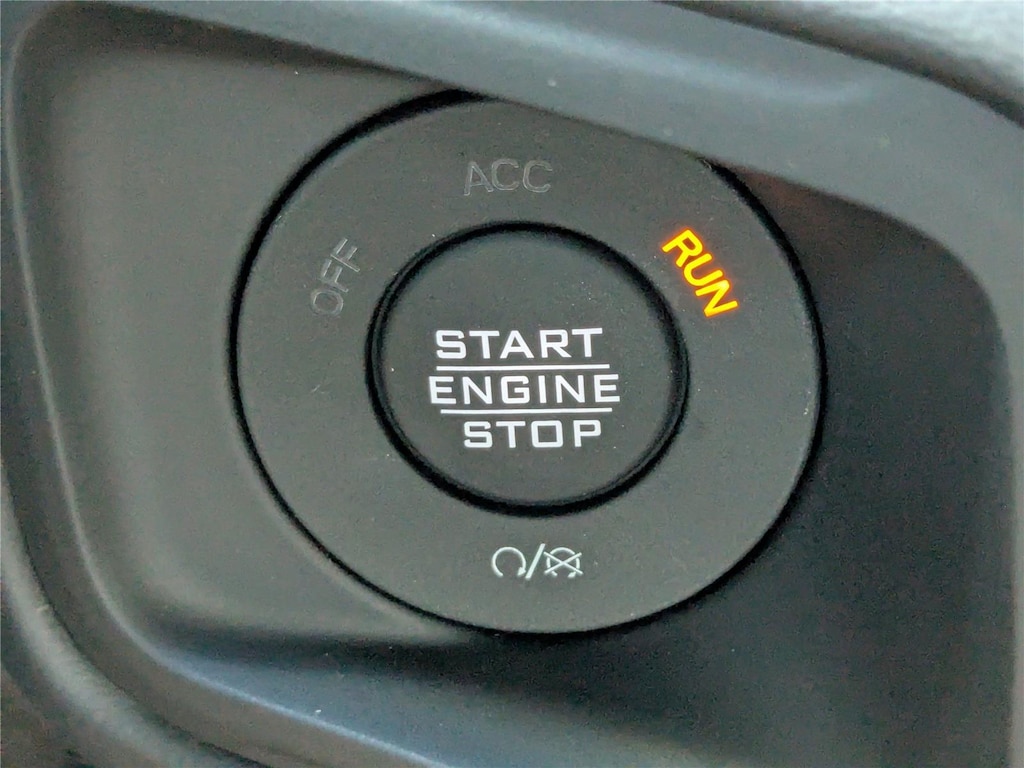 ACC
OFF
RUN
START
ENGINE
STOP